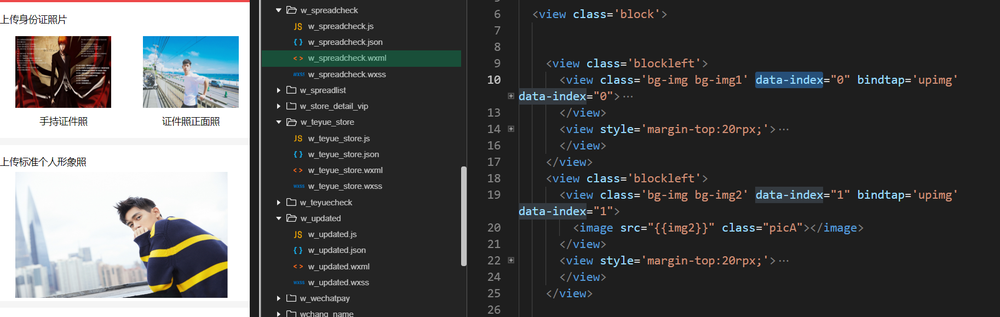 上传身份证照片
手持证件照
证件照正面照
上传标准个人形象照
w_spreadcheck
JS w_spreadcheck.js
{ } w_spreadcheck.json
<> w_spreadcheck.wxml
wxss w_spreadcheck.wxss
w_spreadlist
w_store_detail_vip
w_teyue_store
JS w_teyue_store.js
{ } w_teyue_store.json
<> w_teyue_store.wxml
wxss w_teyue_store.wxss
w_teyuecheck
w_updated
JS w_updated.js
{ } w_updated.json
<> w_updated.wxml
wxss w_updated.wxss
w_wechatpay
wchang_name
6 <view class='block'>
7
8
9 <view class='blockleft'>
10 <view class='bg-img bg-img1' data-index="0" bindtap='upimg'
data-index="0">...
13 </view>
14 <view style='margin-top:20rpx;'>...
16 </view>
17 </view>
18 <view class='blockleft'>
19 <view class='bg-img bg-img2' data-index="1" bindtap='upimg'
data-index="1">
20 <image src="{{img2}}" class="picA"></image>
21 </view>
22 <view style='margin-top:20rpx;'>...
24 </view>
25 </view>
26